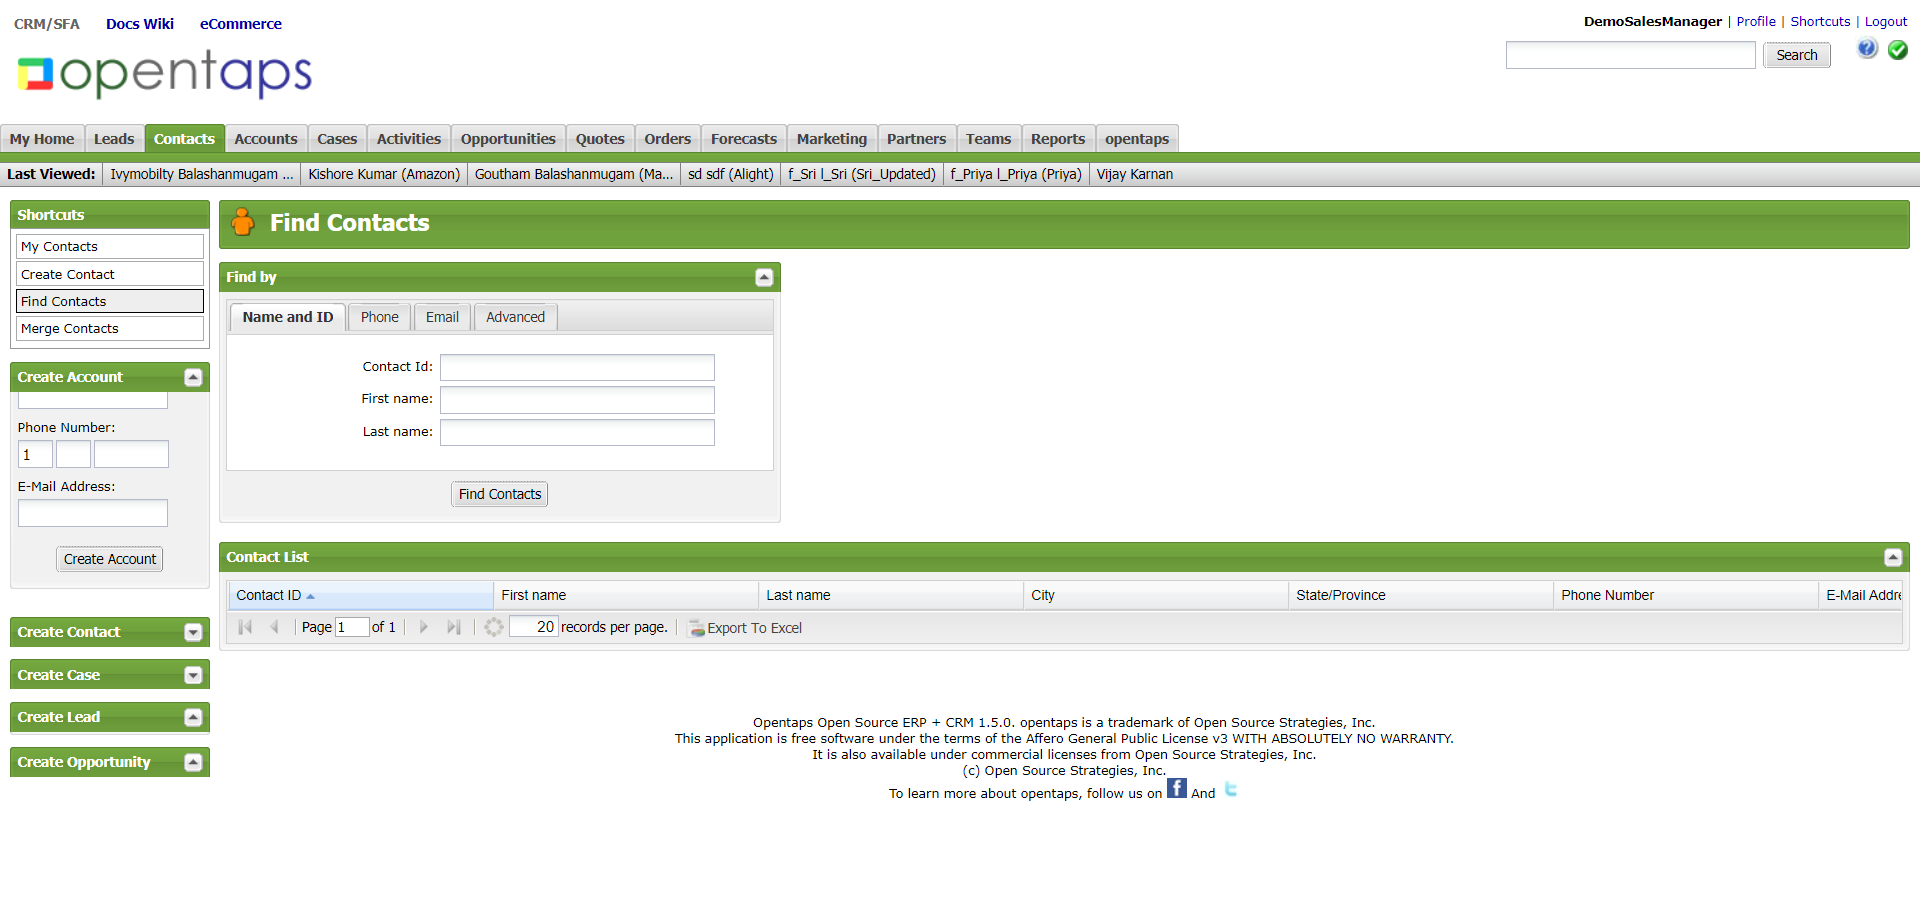 CRM/SFA Docs Wiki eCommerce
DemoSalesManager | Profile | Shortcuts | Logout
Search
opentaps
My Home Leads Contacts Accounts Cases Activities Opportunities Quotes Orders Forecasts Marketing Partners Teams Reports opentaps
Last Viewed: Ivymobilty Balashanmugam ... Kishore Kumar (Amazon) Goutham Balashanmugam (Ma... sd sdf (Alight) f_Sri l_Sri (Sri_Updated) f_Priya l_Priya (Priya) Vijay Karnan
Shortcuts
My Contacts
Create Contact
Find Contacts
Merge Contacts
Create Account
Phone Number:
1
E-Mail Address:
Create Account
Create Contact
Create Case
Create Lead
Create Opportunity
Find Contacts
Find by
Name and ID Phone Email Advanced
Contact Id:
First name:
Last name:
Find Contacts
Contact List
Contact ID First name Last name City State/Province Phone Number E-Mail Addre
Page 1 of 1 20 records per page. Export To Excel
Opentaps Open Source ERP + CRM 1.5.0. opentaps is a trademark of Open Source Strategies, Inc.
This application is free software under the terms of the Affero General Public License v3 WITH ABSOLUTELY NO WARRANTY.
It is also available under commercial licenses from Open Source Strategies, Inc.
(c) Open Source Strategies, Inc.
To learn more about opentaps, follow us on f And t